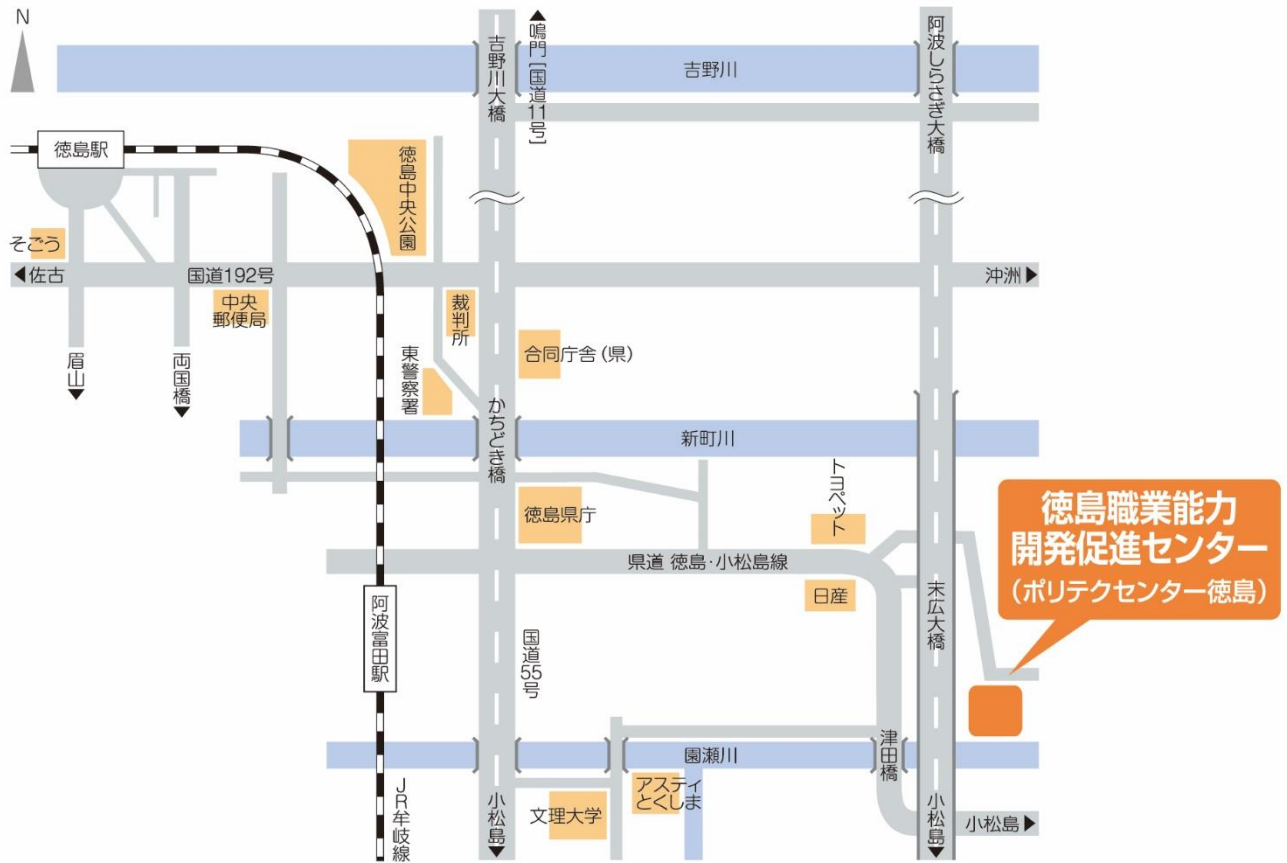 N
吉野川大橋
▲鳴門[国道11号]
吉野川
阿波しらさぎ大橋
徳島駅
徳島中央公園
そごう
◀佐古
国道192号
沖洲▶
中央
郵便局
裁判所
合同庁舎(県)
東警察署
眉山▼
両国橋▼
かちどき橋
新町川
トヨペット
徳島県庁
県道 徳島・小松島線
日産
末広大橋
徳島職業能力
開発促進センター
(ポリテクセンター徳島)
阿波富田駅
国道55号
園瀬川
津田橋
JR牟岐線
小松島▼
文理大学
アスティ
とくしま
小松島▼
小松島▶